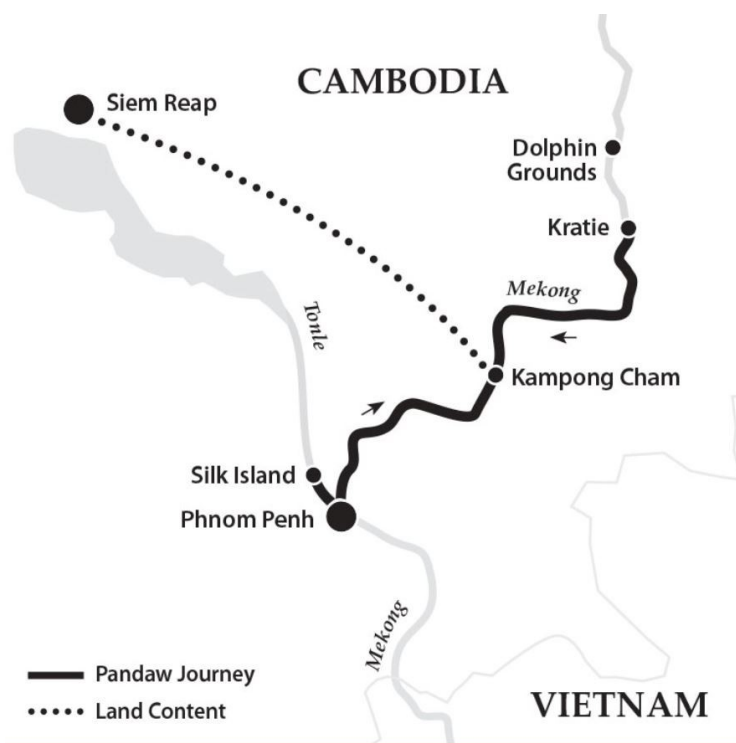 CAMBODIA
Siem Reap
Dolphin
Grounds
Kratie
Mekong
Tonle
Kampong Cham
Silk Island
Phnom Penh
Mekong
Pandaw Journey
Land Content
VIETNAM